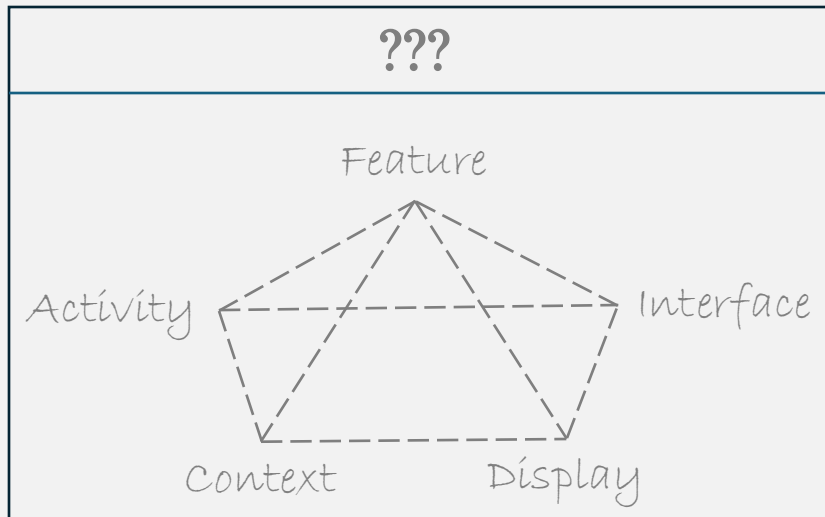 ???
Feature
Activity
Interface
Context
Display